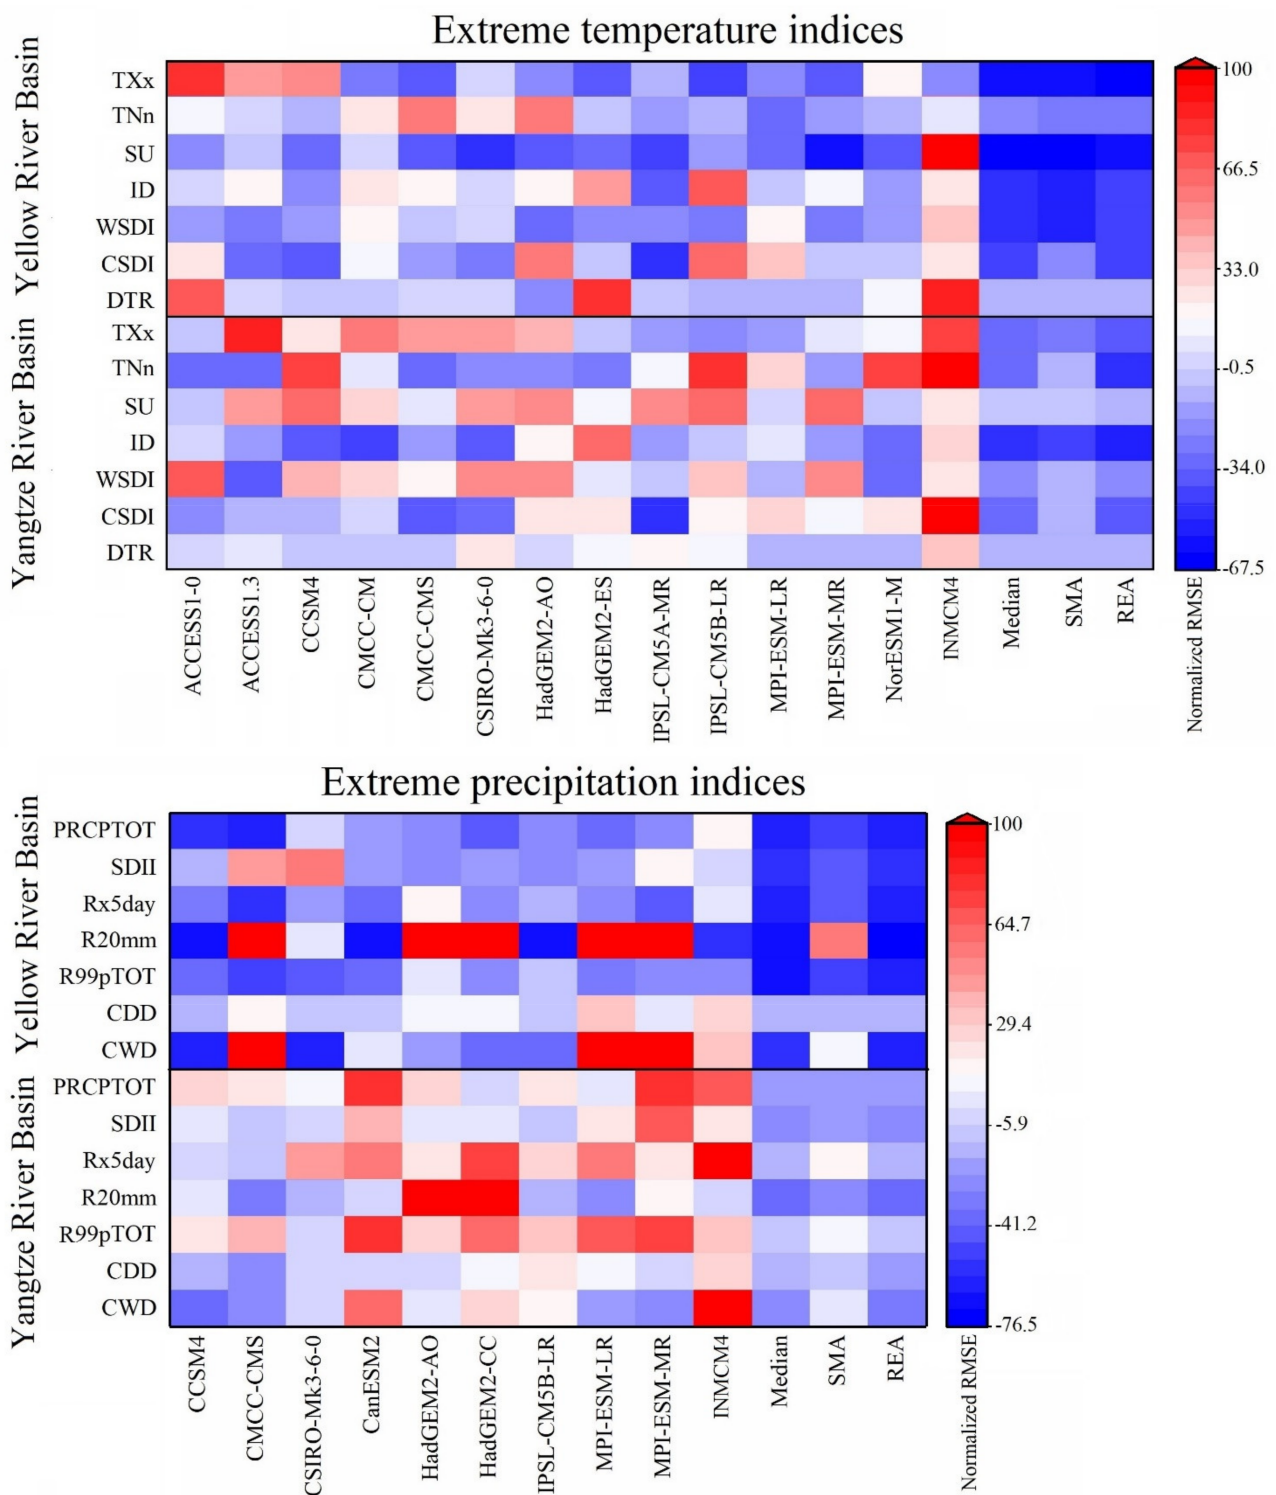 Extreme temperature indices
Yellow River Basin
TXx
TNn
SU
ID
WSDI
CSDI
DTR
Yangtze River Basin
TXx
TNn
SU
ID
WSDI
CSDI
DTR
ACCESS1-0
ACCESS1.3
CCSM4
CMCC-CM
CMCC-CMS
CSIRO-Mk3-6-0
HadGEM2-AO
HadGEM2-ES
IPSL-CM5A-MR
IPSL-CM5B-LR
MPI-ESM-LR
MPI-ESM-MR
NorESM1-M
INMCM4
Median
SMA
REA
100
66.5
33.0
-0.5
-34.0
-67.5
Normalized RMSE
Extreme precipitation indices
Yellow River Basin
PRCPTOT
SDII
Rx5day
R20mm
R99pTOT
CDD
CWD
Yangtze River Basin
PRCPTOT
SDII
Rx5day
R20mm
R99pTOT
CDD
CWD
CCSM4
CMCC-CMS
CSIRO-Mk3-6-0
CanESM2
HadGEM2-AO
HadGEM2-CC
IPSL-CM5B-LR
MPI-ESM-LR
MPI-ESM-MR
INMCM4
Median
SMA
REA
100
64.7
29.4
-5.9
-41.2
-76.5
Normalized RMSE